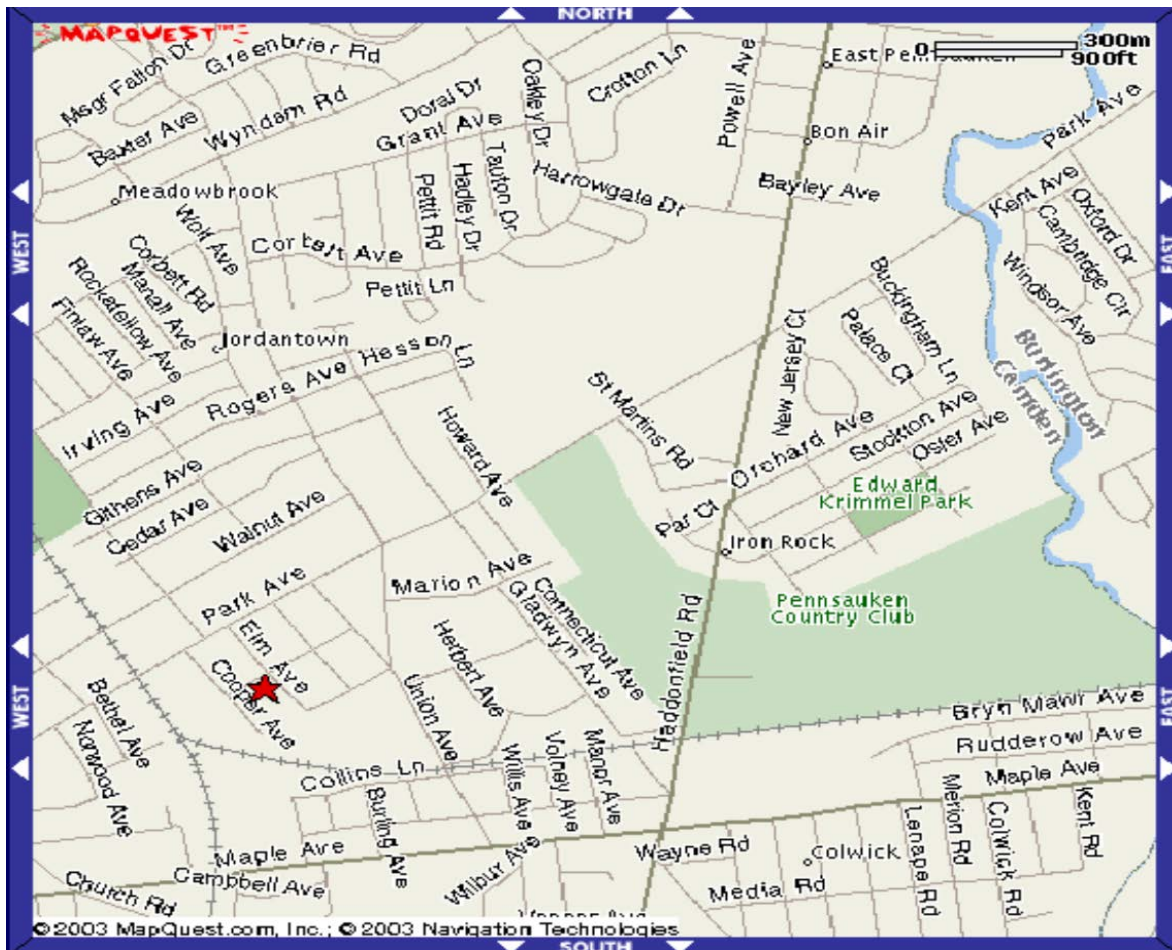 NORTH
MAPQUEST™
300m
0
900ft
East Pennsauken
Greenbrier Rd
Msgr Fallon Dr
Crofton Ln
Oakley Dr
Powell Ave
Park Ave
Doral Dr
Wyndam Rd
Baxter Ave
Grant Ave
Bon Air
Tauton Dr
Hadley Dr
Pettit Rd
Harrowgate Dr
Bayley Ave
Kent Ave
Oxford Dr
Cambridge Cir
Meadowbrook
Wolf Ave
WEST
EAST
Corbett Ave
Corbett Rd
Manall Ave
Rockafellow Ave
Finlaw Ave
Pettit Ln
Buckingham Ln
Windsor Ave
Palace Ct
New Jersey Ct
Jordantown
Hesson Ln
Rogers Ave
Burlington
Camden
St Martins Rd
Irving Ave
Howard Ave
Orchard Ave
Stockton Ave
Osler Ave
Githens Ave
Cedar Ave
Walnut Ave
Edward
Krimmel Park
Par Ct
Iron Rock
Marion Ave
Park Ave
Connecticut Ave
Gladwyn Ave
Pennsauken
Country Club
Elm Ave
Herbert Ave
Cooper Ave
Union Ave
Haddonfield Rd
WEST
EAST
Bethel Ave
Norwood Ave
Bryn Mawr Ave
Rudderow Ave
Collins Ln
Willis Ave
Volney Ave
Manor Ave
Maple Ave
Burling Ave
Lenape Rd
Merion Rd
Colwick Rd
Kent Rd
Maple Ave
Wayne Rd
Colwick
Campbell Ave
Wilbur Ave
Church Rd
Media Rd
©2003 MapQuest.com, Inc.; ©2003 Navigation Technologies
SOUTH